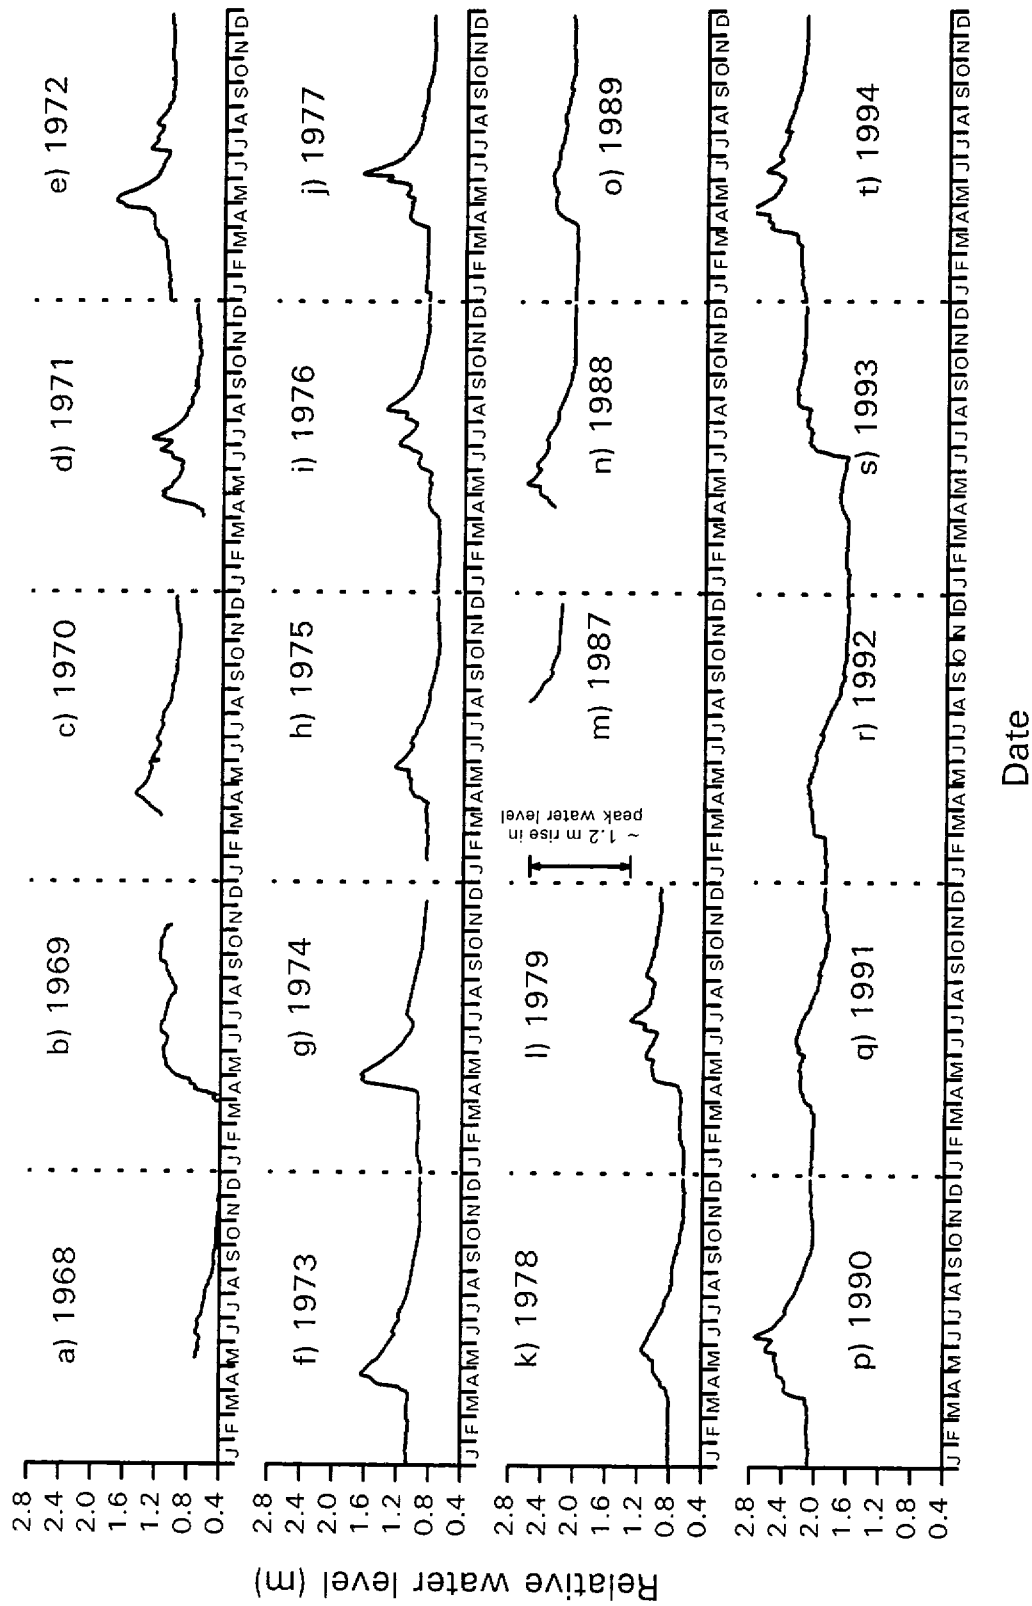 Relative water level (m)
2.8
2.4
2.0
1.6
1.2
0.8
0.4
a) 1968
b) 1969
c) 1970
d) 1971
e) 1972
J F M A M J J A S O N D J F M A M J J A S O N D J F M A M J J A S O N D J F M A M J J A S O N D J F M A M J J A S O N D
2.8
2.4
2.0
1.6
1.2
0.8
0.4
f) 1973
g) 1974
h) 1975
i) 1976
j) 1977
J F M A M J J A S O N D J F M A M J J A S O N D J F M A M J J A S O N D J F M A M J J A S O N D J F M A M J J A S O N D
2.8
2.4
2.0
1.6
1.2
0.8
0.4
k) 1978
l) 1979
~ 1.2 m rise in
peak water level
m) 1987
n) 1988
o) 1989
J F M A M J J A S O N D J F M A M J J A S O N D J F M A M J J A S O N D J F M A M J J A S O N D J F M A M J J A S O N D
2.8
2.4
2.0
1.6
1.2
0.8
0.4
p) 1990
q) 1991
r) 1992
s) 1993
t) 1994
J F M A M J J A S O N D J F M A M J J A S O N D J F M A M J J A S O N D J F M A M J J A S O N D J F M A M J J A S O N D
Date